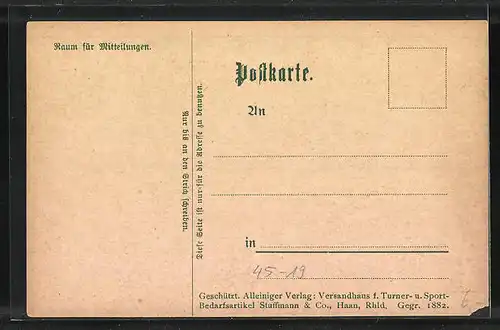 Raum für Mitteilungen.
Postkarte.
An
Nur bis an den Strich schreiben.
Diese Seite ist nur für die Adresse zu benutzen.
in
45-19
Geschützt. Alleiniger Verlag: Versandhaus f. Turner- u. Sport-
Bedarfsartikel Stüffmann & Co., Haan, Rhld. Gegr. 1882.